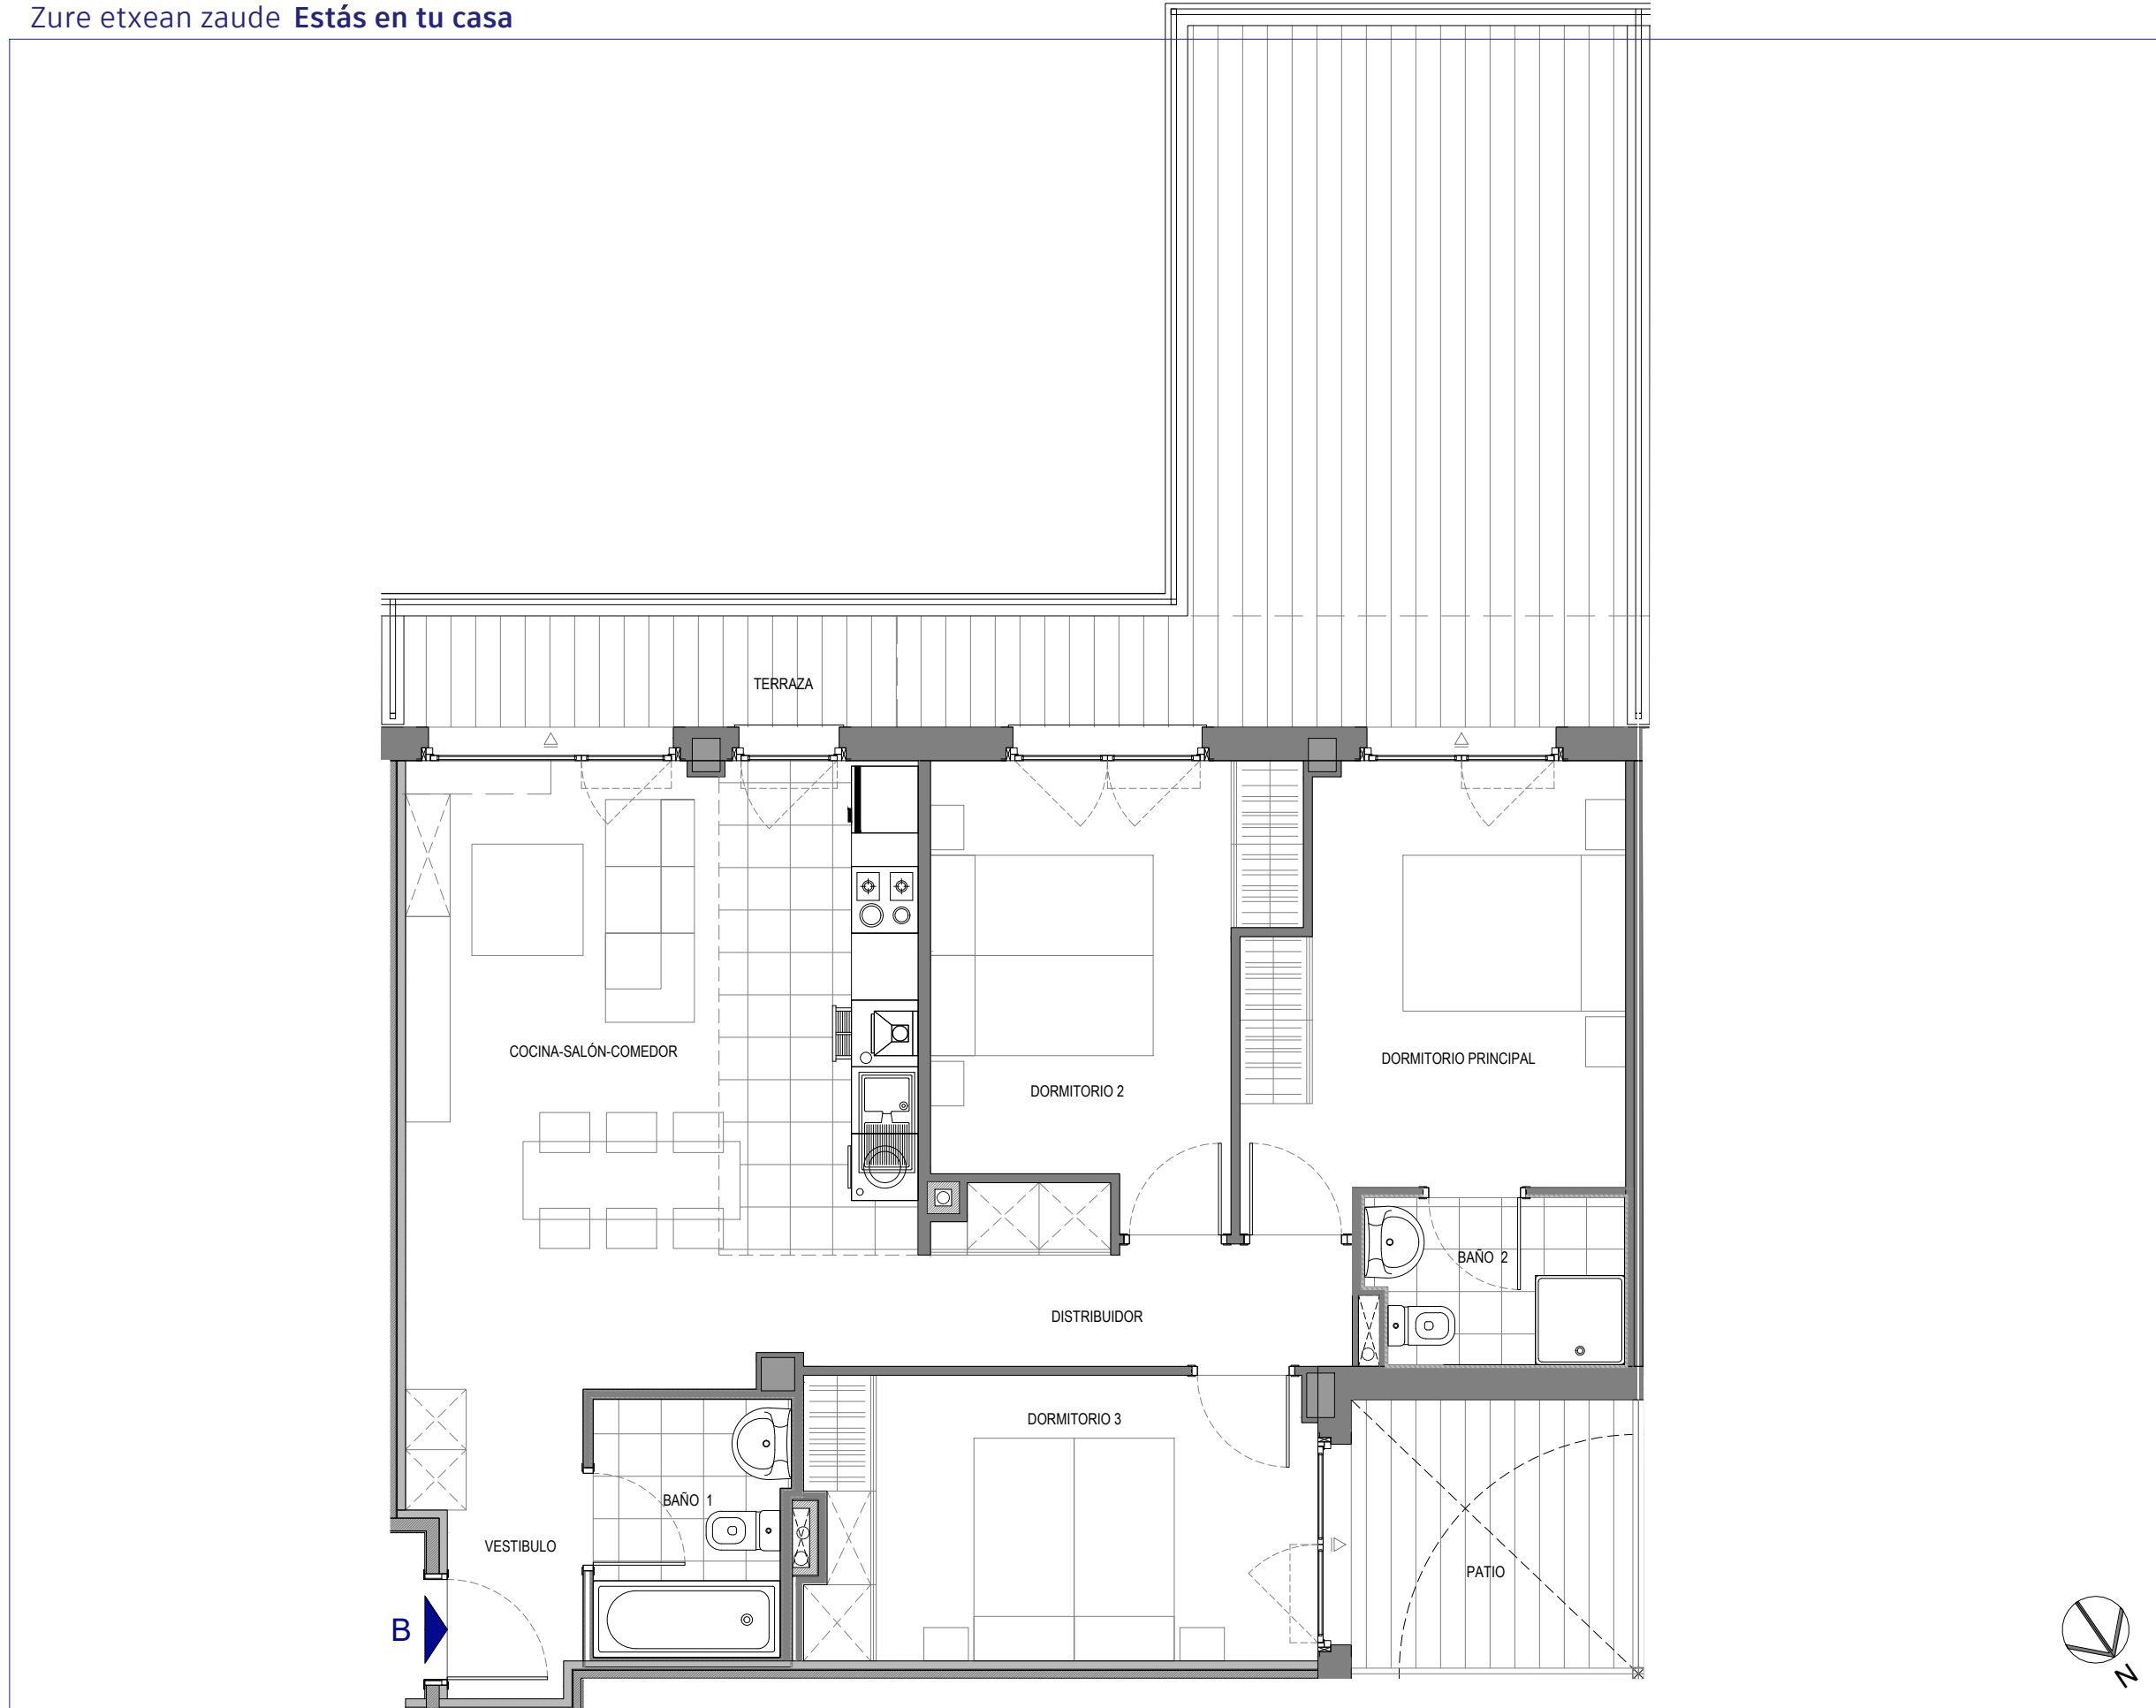 Zure etxean zaude Estás en tu casa
TERRAZA
COCINA-SALÓN-COMEDOR
DORMITORIO 2
DORMITORIO PRINCIPAL
BAÑO 2
DISTRIBUIDOR
DORMITORIO 3
BAÑO 1
VESTIBULO
PATIO
B
N